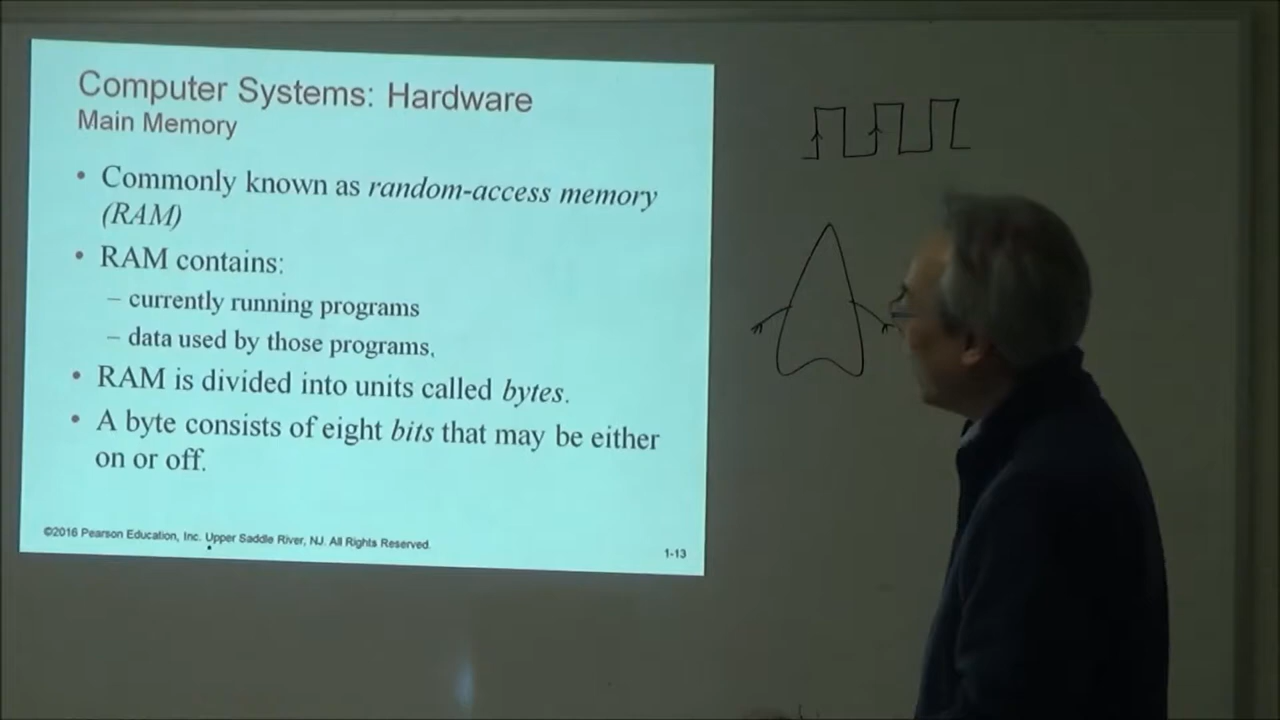 Computer Systems: Hardware
Main Memory
• Commonly known as random-access memory
(RAM)
• RAM contains:
– currently running programs
– data used by those programs.
• RAM is divided into units called bytes.
• A byte consists of eight bits that may be either
on or off.
©2016 Pearson Education, Inc. Upper Saddle River, NJ. All Rights Reserved.
1-13